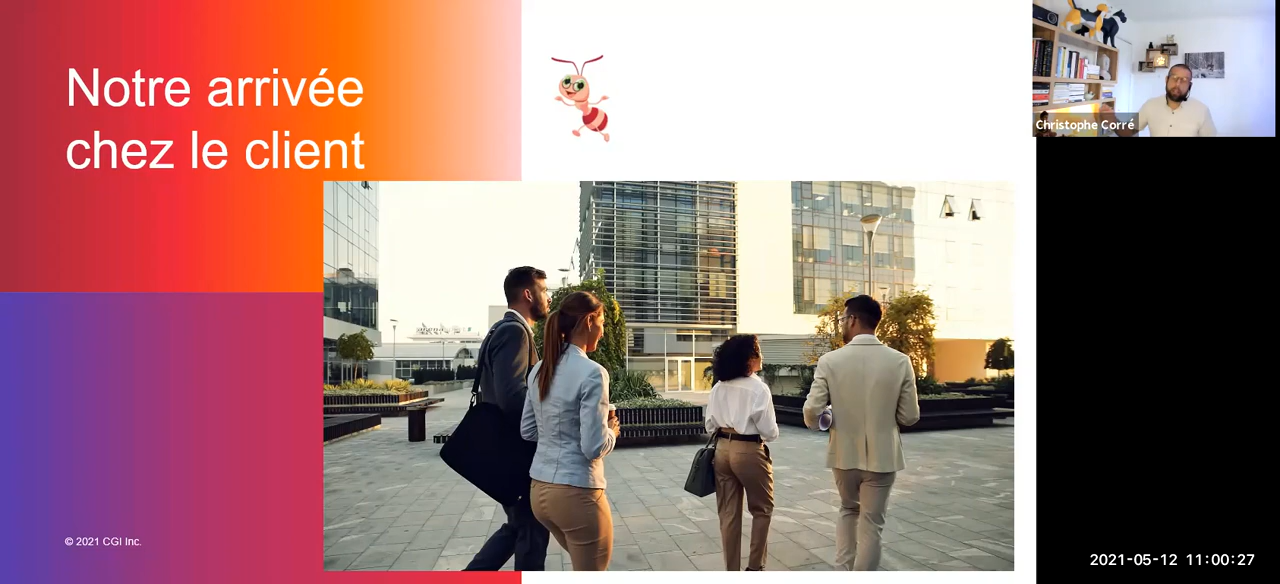 Notre arrivée
chez le client
Christophe Corré
© 2021 CGI Inc.
2021-05-12 11:00:27